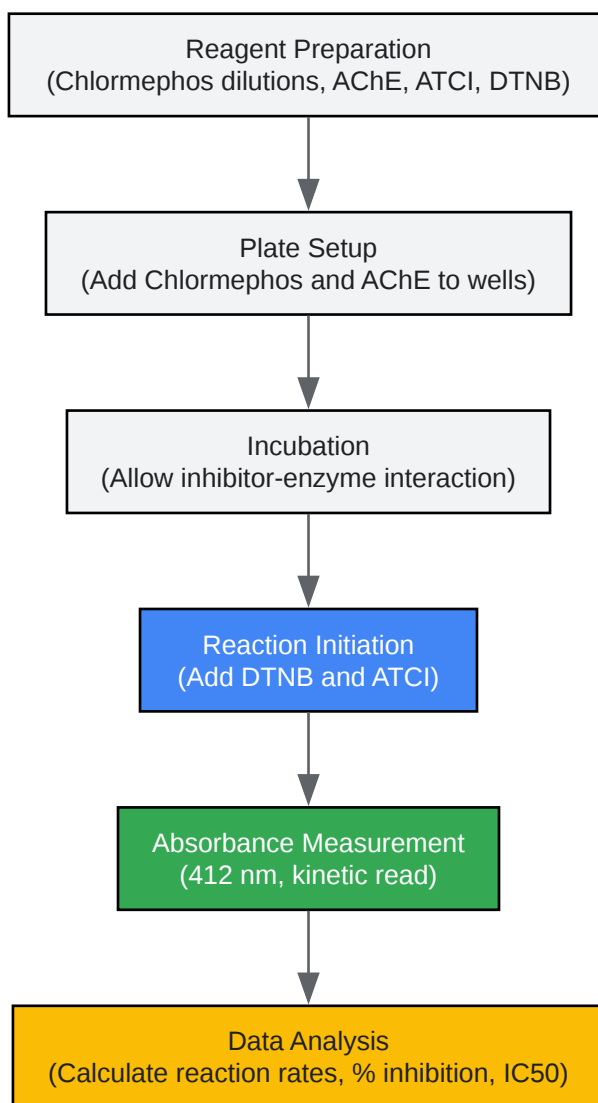 Reagent Preparation
(Chlormephos dilutions, AChE, ATCI, DTNB)
Plate Setup
(Add Chlormephos and AChE to wells)
Incubation
(Allow inhibitor-enzyme interaction)
Reaction Initiation
(Add DTNB and ATCI)
Absorbance Measurement
(412 nm, kinetic read)
Data Analysis
(Calculate reaction rates, % inhibition, IC50)